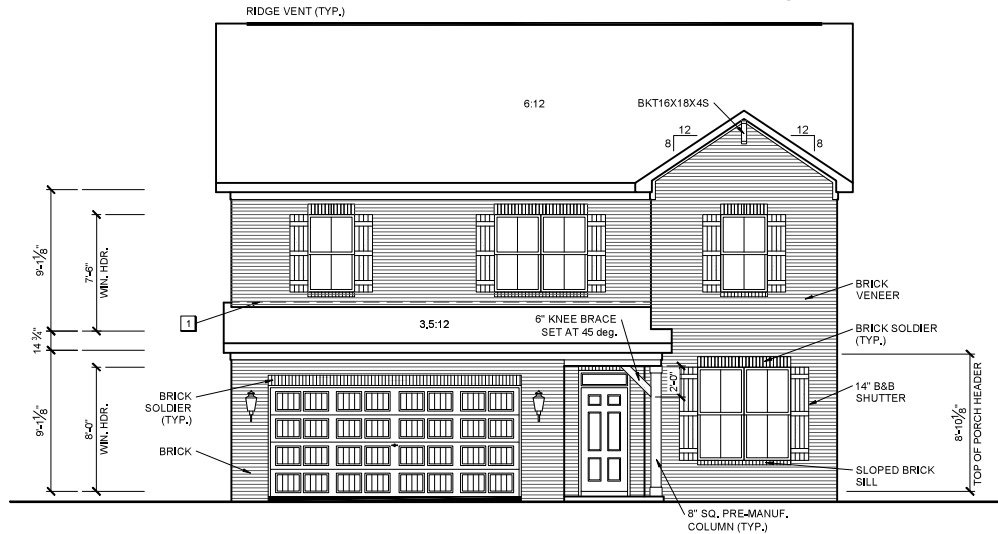 RIDGE VENT (TYP.)
6:12
BKT16X18X4S
12
8
12
8
9'-1 1/8"
7'-6"
WIN. HDR.
BRICK
VENEER
1
3.5:12
6" KNEE BRACE
SET AT 45 deg.
14 3/4"
BRICK SOLDIER
(TYP.)
2'-0"
BRICK
SOLDIER
(TYP.)
14" B&B
SHUTTER
9'-1 1/8"
8'-0"
WIN. HDR.
8'-10 1/8"
TOP OF PORCH HEADER
BRICK
SLOPED BRICK
SILL
8" SQ. PRE-MANUF.
COLUMN (TYP.)